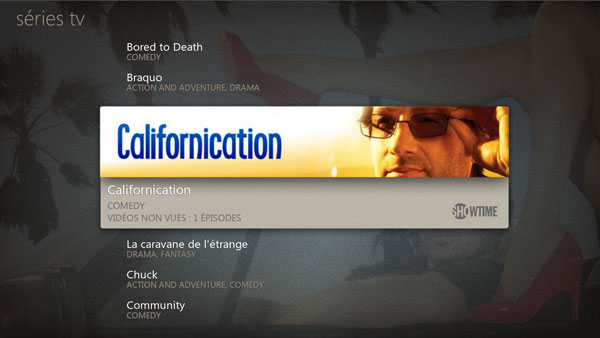 séries tv
Bored to Death
COMEDY
Braquo
ACTION AND ADVENTURE, DRAMA
Californication
Californication
COMEDY
VIDÉOS NON VUES : 1 ÉPISODES
SHOWTIME
La caravane de l'étrange
DRAMA, FANTASY
Chuck
ACTION AND ADVENTURE, COMEDY
Community
COMEDY